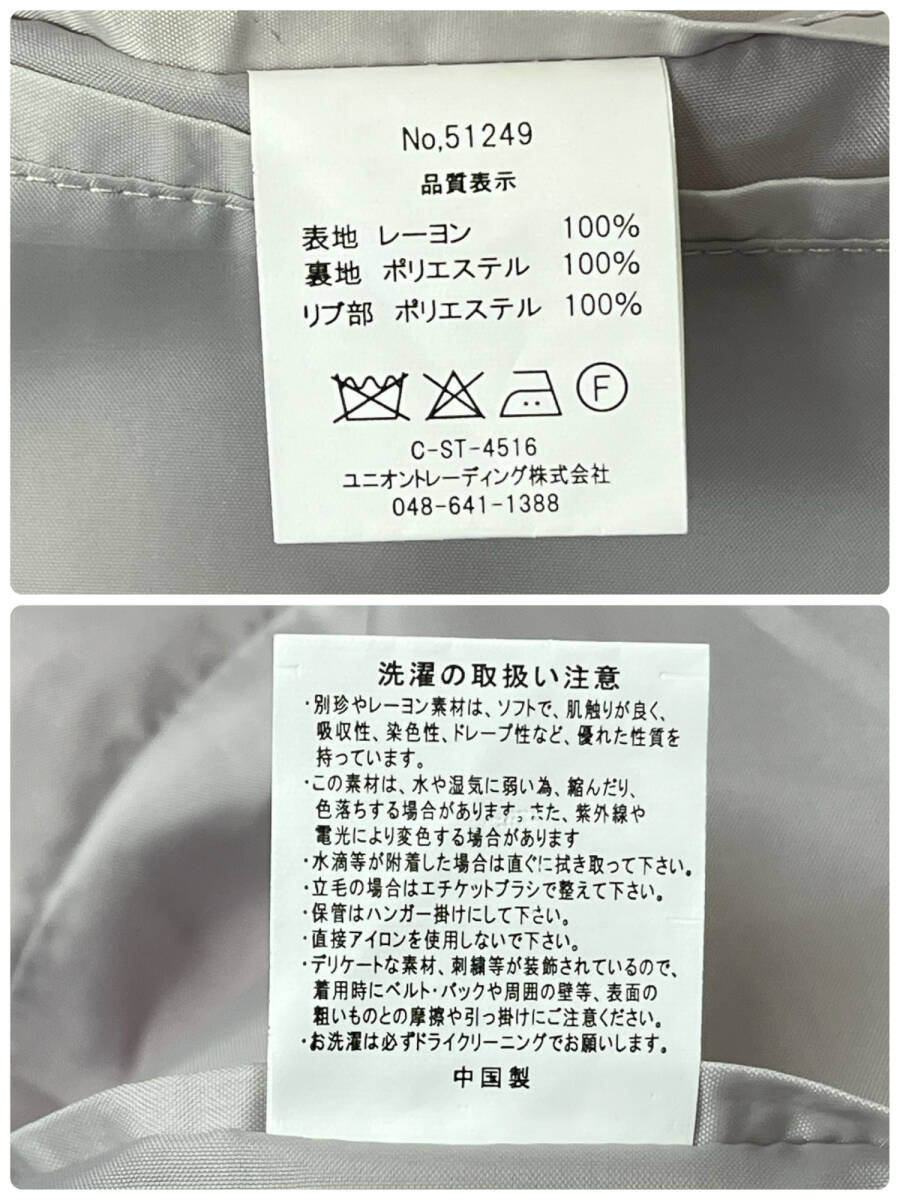 No,51249
品質表示
表地 レーヨン 100%
裏地 ポリエステル 100%
リブ部 ポリエステル 100%
F
C-ST-4516
ユニオントレーディング株式会社
048-641-1388
洗濯の取扱い注意
・別珍やレーヨン素材は、ソフトで、肌触りが良く、
吸収性、染色性、ドレープ性など、優れた性質を
持っています。
・この素材は、水や湿気に弱い為、縮んだり、
色落ちする場合があります。また、紫外線や
電光により変色する場合があります
・水滴等が附着した場合は直ぐに拭き取って下さい。
・立毛の場合はエチケットブラシで整えて下さい。
・保管はハンガー掛けにして下さい。
・直接アイロンを使用しないで下さい。
・デリケートな素材、刺繍等が装飾されているので、
着用時にベルト・バックや周囲の壁等、表面の
粗いものとの摩擦や引っ掛けにご注意ください。
・お洗濯は必ずドライクリーニングでお願いします。
中国製